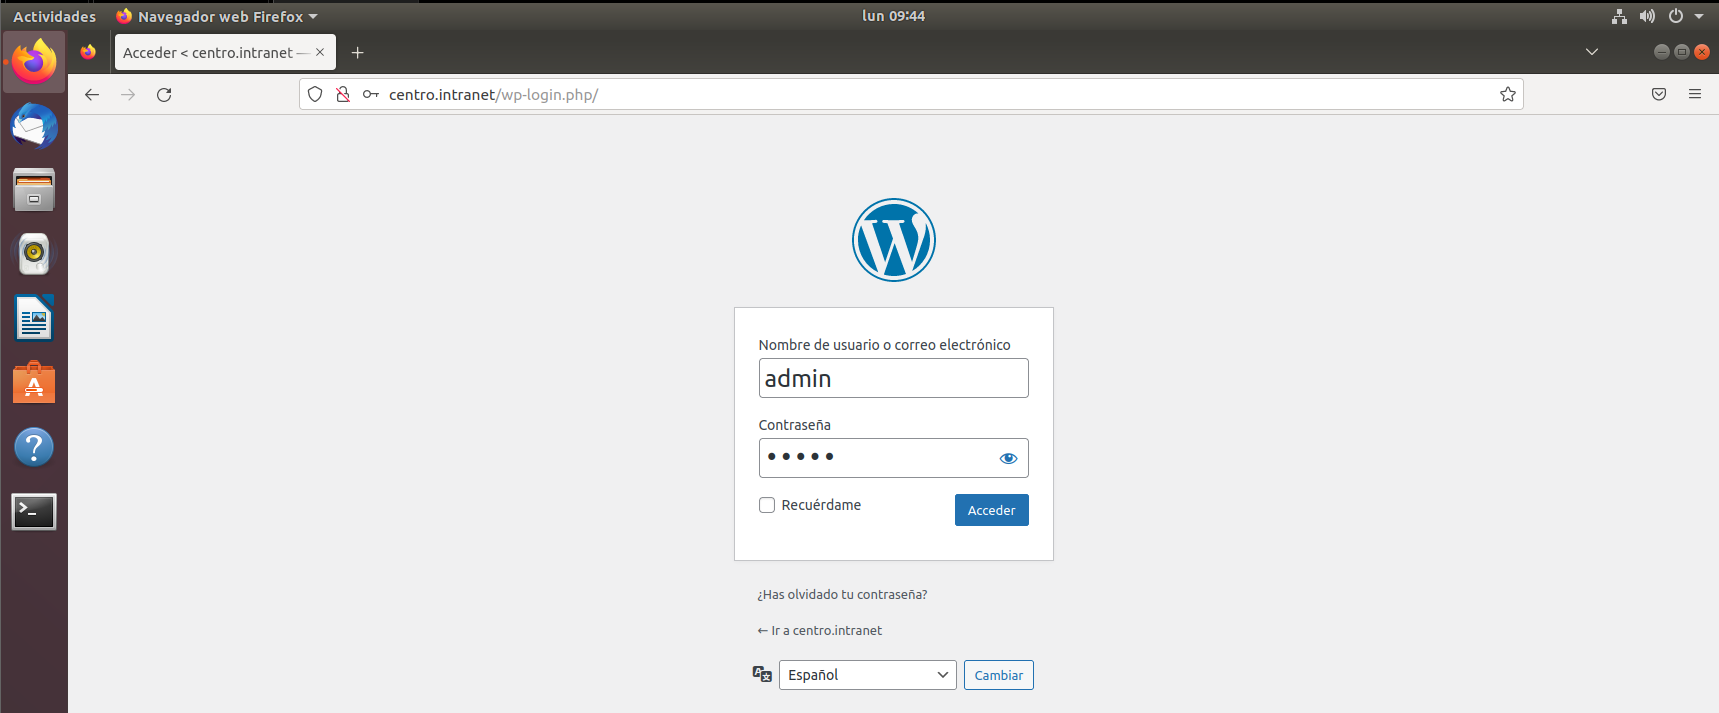 Actividades Navegador web Firefox lun 09:44
Acceder < centro.intranet —
centro.intranet/wp-login.php/
Nombre de usuario o correo electrónico
admin
Contraseña
•••••
Recuérdame Acceder
¿Has olvidado tu contraseña?
← Ir a centro.intranet
Español Cambiar